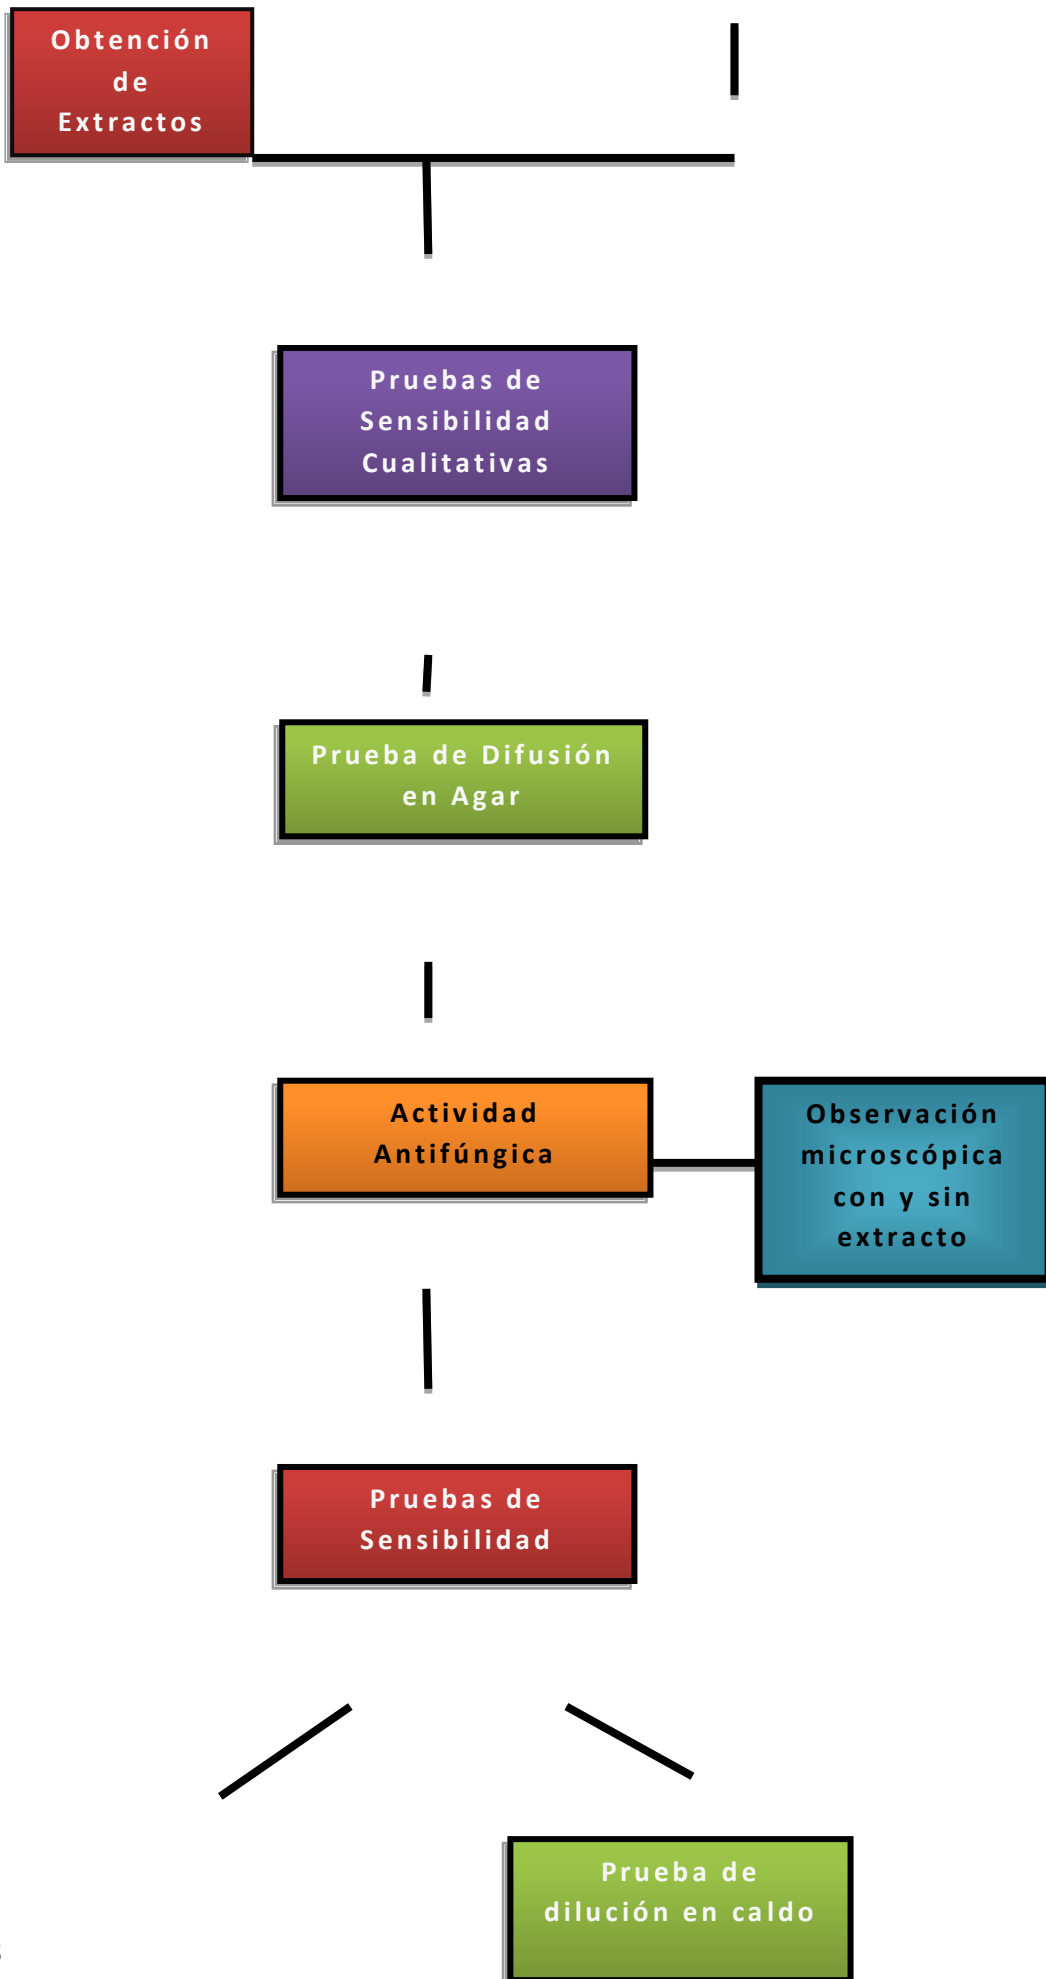 Obtención
de
Extractos
Pruebas de
Sensibilidad
Cualitativas
Prueba de Difusión
en Agar
Actividad
Antifúngica
Observación
microscópica
con y sin
extracto
Pruebas de
Sensibilidad
Prueba de
dilución en caldo